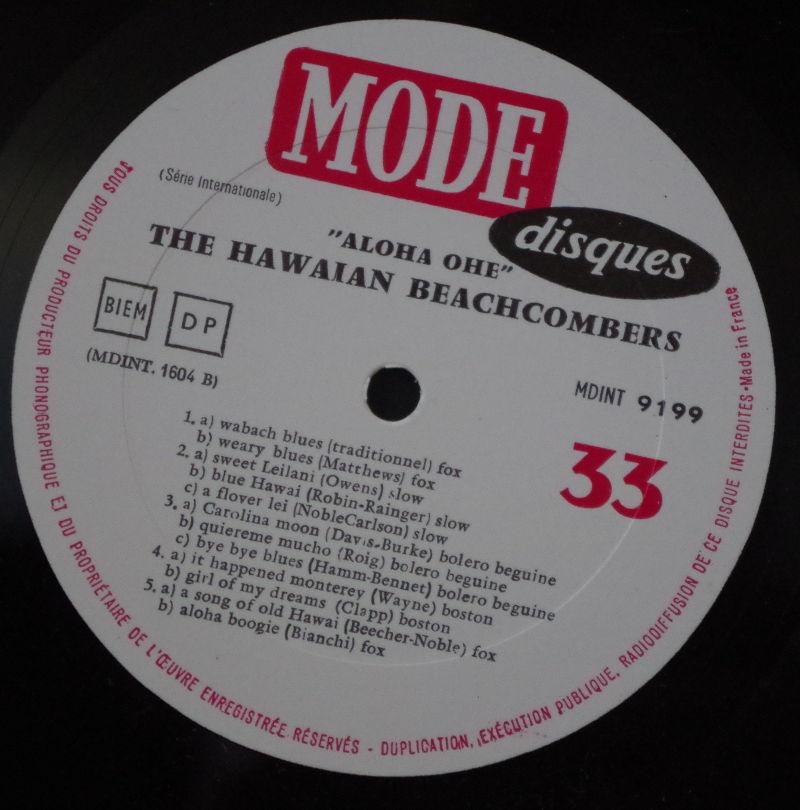 MODE
disques
(Série Internationale)
"ALOHA OHE"
THE HAWAIAN BEACHCOMBERS
BIEM
DP
(MDINT. 1604 B)
MDINT 9199
33
1. a) wabach blues (traditionnel) fox
b) weary blues (Matthews) fox
2. a) sweet Leilani (Owens) slow
b) blue Hawai (Robin-Rainger) slow
c) a flover lei (NobleCarlson) slow
3. a) Carolina moon (Davis-Burke) bolero beguine
b) quiereme mucho (Roig) bolero beguine
c) bye bye blues (Hamm-Bennet) bolero beguine
4. a) it happened monterey (Wayne) boston
b) girl of my dreams (Clapp) boston
5. a) a song of old Hawai (Beecher-Noble) fox
b) aloha boogie (Bianchi) fox
TOUS DROITS DU PRODUCTEUR PHONOGRAPHIQUE ET DU PROPRIÉTAIRE DE L'ŒUVRE ENREGISTRÉE RÉSERVÉS - DUPLICATION, EXÉCUTION PUBLIQUE, RADIODIFFUSION DE CE DISQUE INTERDITES • Made in France